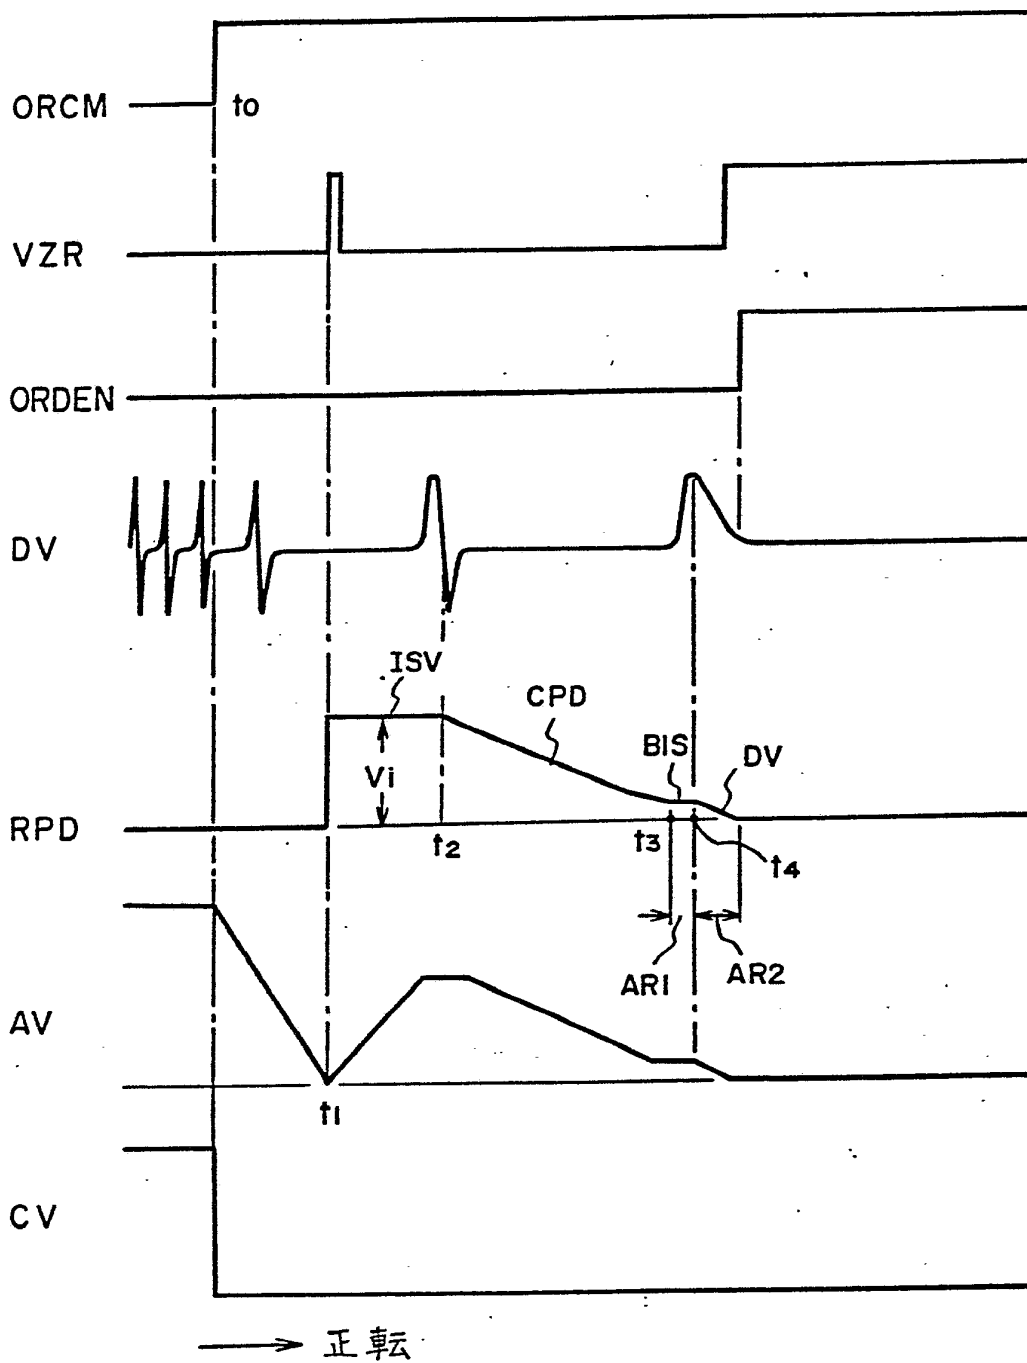 ORCM
to
VZR
ORDEN
DV
ISV
CPD
BIS
DV
Vi
RPD
t2
t3
t4
AR1
AR2
AV
t1
CV
正転